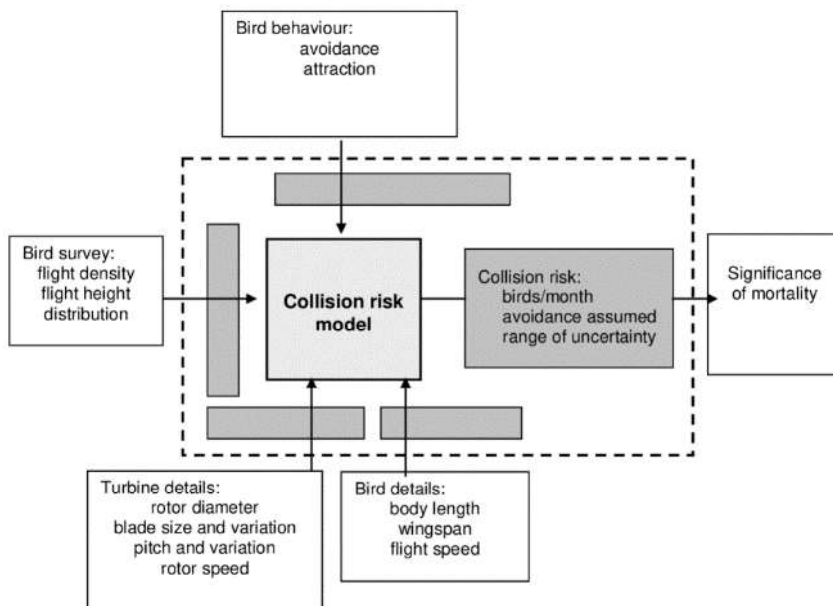 Bird behaviour:
avoidance
attraction
Bird survey:
flight density
flight height
distribution
Collision risk
model
Collision risk:
birds/month
avoidance assumed
range of uncertainty
Significance
of mortality
Turbine details:
rotor diameter
blade size and variation
pitch and variation
rotor speed
Bird details:
body length
wingspan
flight speed